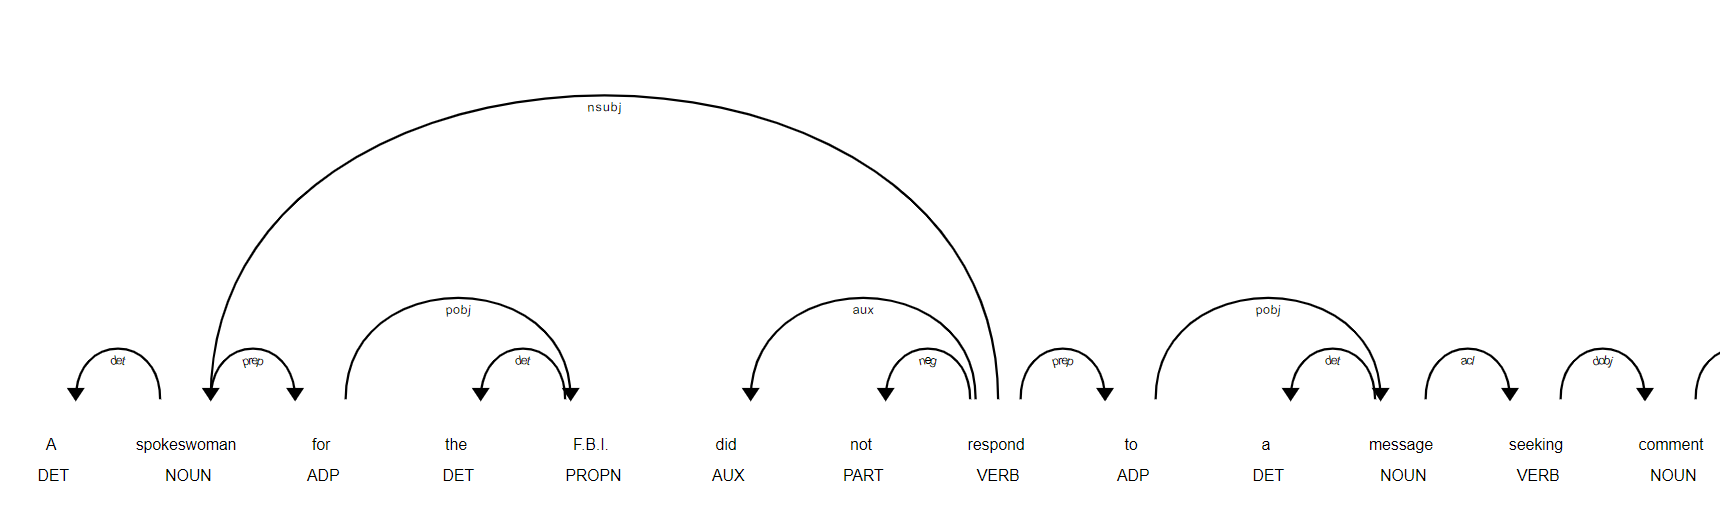 nsubj
pobj aux pobj
det prep det neg prep det acl dobj
A spokeswoman for the F.B.I. did not respond to a message seeking comment
DET NOUN ADP DET PROPN AUX PART VERB ADP DET NOUN VERB NOUN